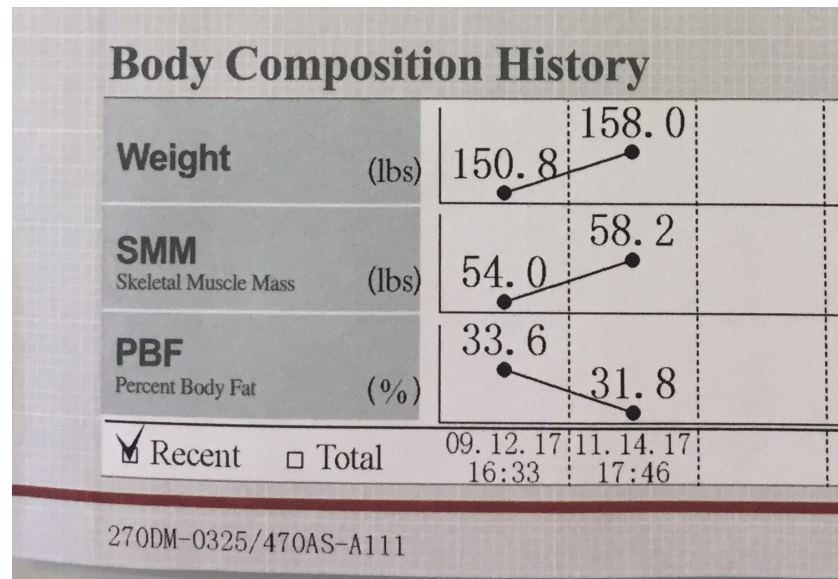 Body Composition History
Weight (lbs) 150.8 158.0
SMM
Skeletal Muscle Mass (lbs) 54.0 58.2
PBF
Percent Body Fat (%) 33.6 31.8
Recent Total 09.12.17 11.14.17
16:33 17:46
270DM-0325/470AS-A111